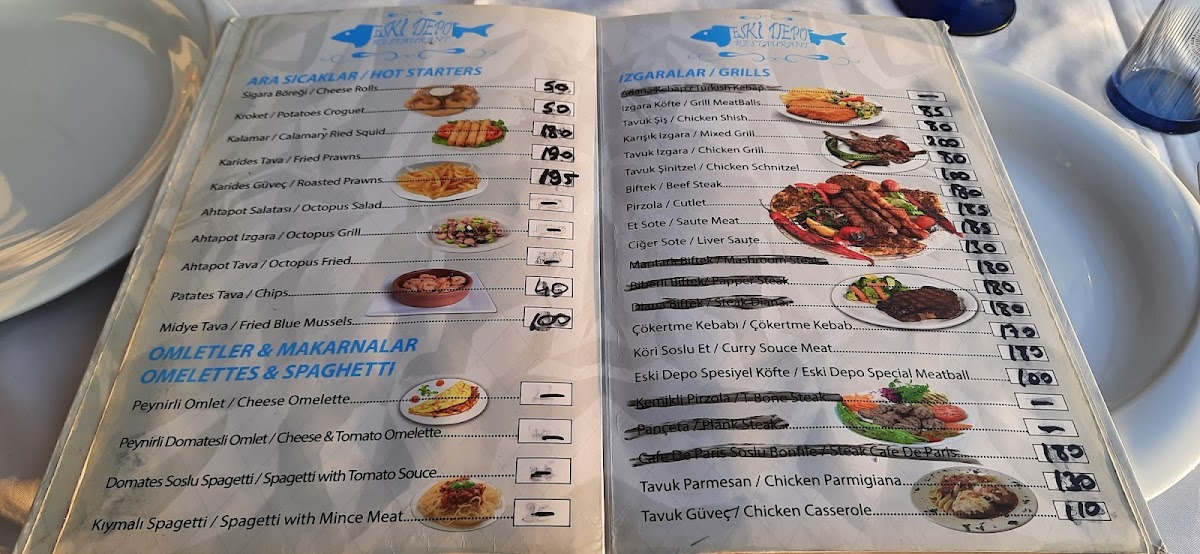 ESKİ DEPO
RESTAURANT
ARA SICAKLAR / HOT STARTERS
Sigara Böreği / Cheese Rolls 50
Kroket / Potatoes Croguet 50
Kalamar / Calamary Ried Squid 180
Karides Tava / Fried Prawns 190
Karides Güveç / Roasted Prawns 195
Ahtapot Salatası / Octopus Salad -
Ahtapot Izgara / Octopus Grill -
Ahtapot Tava / Octopus Fried -
Patates Tava / Chips 40
Midye Tava / Fried Blue Mussels 100
OMLETLER & MAKARNALAR
OMELETTES & SPAGHETTI
Peynirli Omlet / Cheese Omelette -
Peynirli Domatesli Omlet / Cheese & Tomato Omelette -
Domates Soslu Spagetti / Spagetti with Tomato Souce -
Kıymalı Spagetti / Spagetti with Mince Meat -
ESKİ DEPO
RESTAURANT
IZGARALAR / GRILLS
Adana Kebap / Turkish Kebap -
Izgara Köfte / Grill MeatBalls 85
Tavuk Şiş / Chicken Shish 80
Karışık Izgara / Mixed Grill 200
Tavuk Izgara / Chicken Grill 80
Tavuk Şinitzel / Chicken Schnitzel 100
Biftek / Beef Steak 180
Pirzola / Cutlet 185
Et Sote / Saute Meat 185
Ciğer Sote / Liver Saute 130
Mantarlı Biftek / Mashroom Steak 180
Biberli Biftek / Papper Steak 180
Diana Biftek / Steak Diana 180
Çökertme Kebabı / Çökertme Kebab 170
Köri Soslu Et / Curry Souce Meat 180
Eski Depo Spesiyel Köfte / Eski Depo Special Meatball 100
Kemikli Pirzola / T-Bone Steak -
Pançeta / Plank Steak -
Cafe De Paris Soslu Bonfile / Steak Cafe De Paris 180
Tavuk Parmesan / Chicken Parmigiana 130
Tavuk Güveç / Chicken Casserole 110